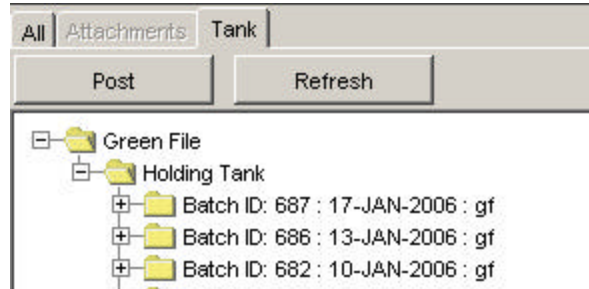 All Attachments Tank
Post Refresh
Green File
Holding Tank
Batch ID: 687 : 17-JAN-2006 : gf
Batch ID: 686 : 13-JAN-2006 : gf
Batch ID: 682 : 10-JAN-2006 : gf